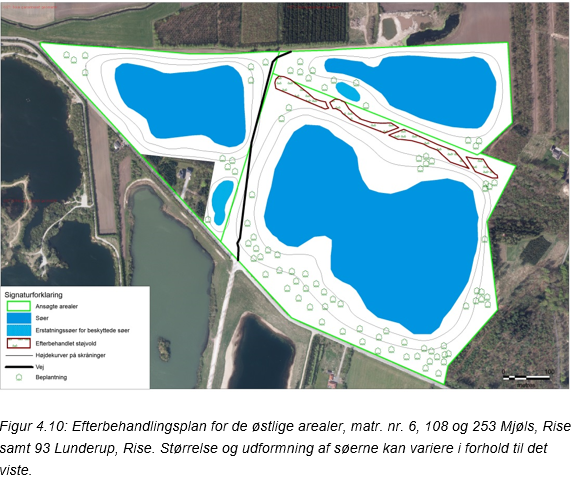 Signaturforklaring
Ansøgte arealer
Søer
Erstatningssøer for beskyttede søer
Efterbehandlet støjvold
Højdekurver på skråninger
Vej
Beplantning
100
Figur 4.10: Efterbehandlingsplan for de østlige arealer, matr. nr. 6, 108 og 253 Mjøls, Rise
samt 93 Lunderup, Rise. Størrelse og udformning af søerne kan variere i forhold til det
viste.